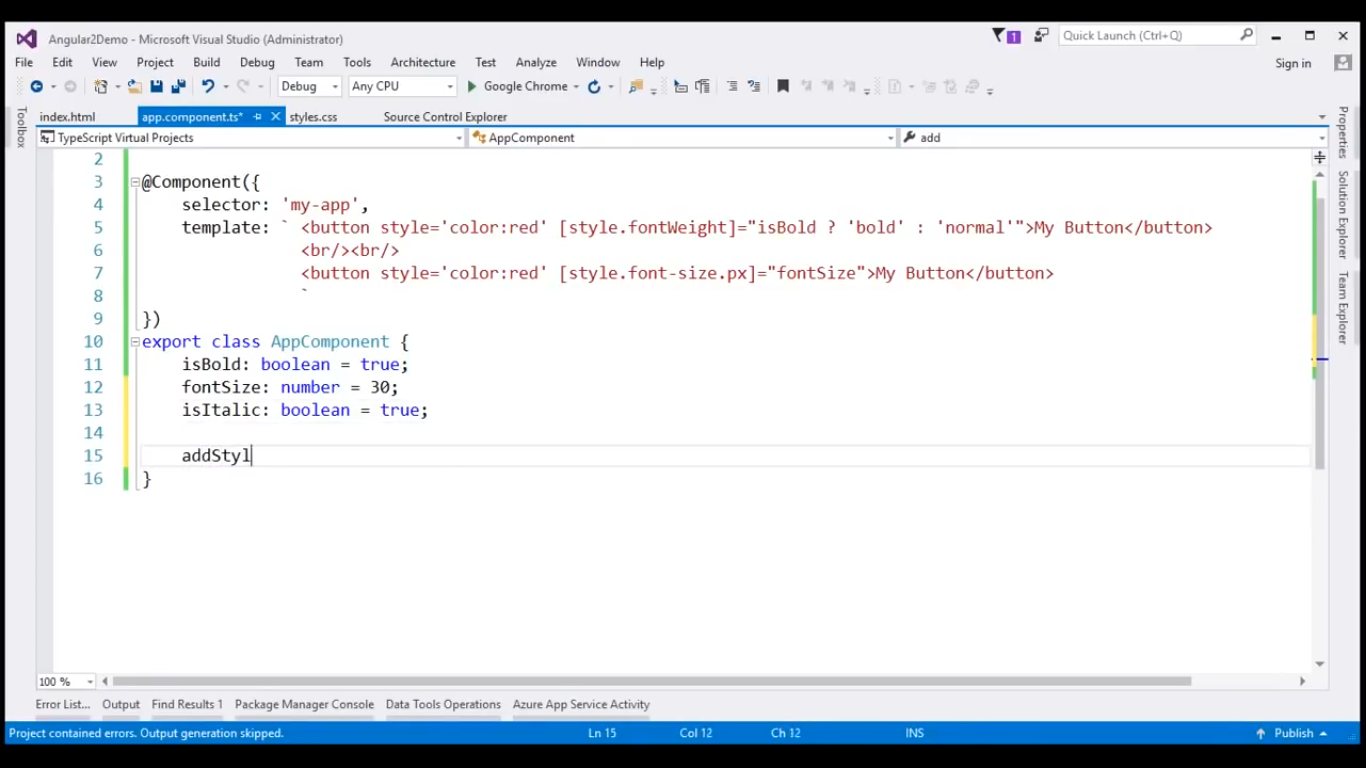 Angular2Demo - Microsoft Visual Studio (Administrator)
1
Quick Launch (Ctrl+Q)
File Edit View Project Build Debug Team Tools Architecture Test Analyze Window Help
Sign in
Debug Any CPU Google Chrome
Toolbox
index.html app.component.ts* styles.css Source Control Explorer
TypeScript Virtual Projects AppComponent add
2
3 @Component({
4 selector: 'my-app',
5 template: ` <button style='color:red' [style.fontWeight]="isBold ? 'bold' : 'normal'">My Button</button>
6 <br/><br/>
7 <button style='color:red' [style.font-size.px]="fontSize">My Button</button>
8 `
9 })
10 export class AppComponent {
11 isBold: boolean = true;
12 fontSize: number = 30;
13 isItalic: boolean = true;
14
15 addStyl
16 }
Properties
Solution Explorer
Team Explorer
100 %
Error List... Output Find Results 1 Package Manager Console Data Tools Operations Azure App Service Activity
Project contained errors. Output generation skipped. Ln 15 Col 12 Ch 12 INS Publish